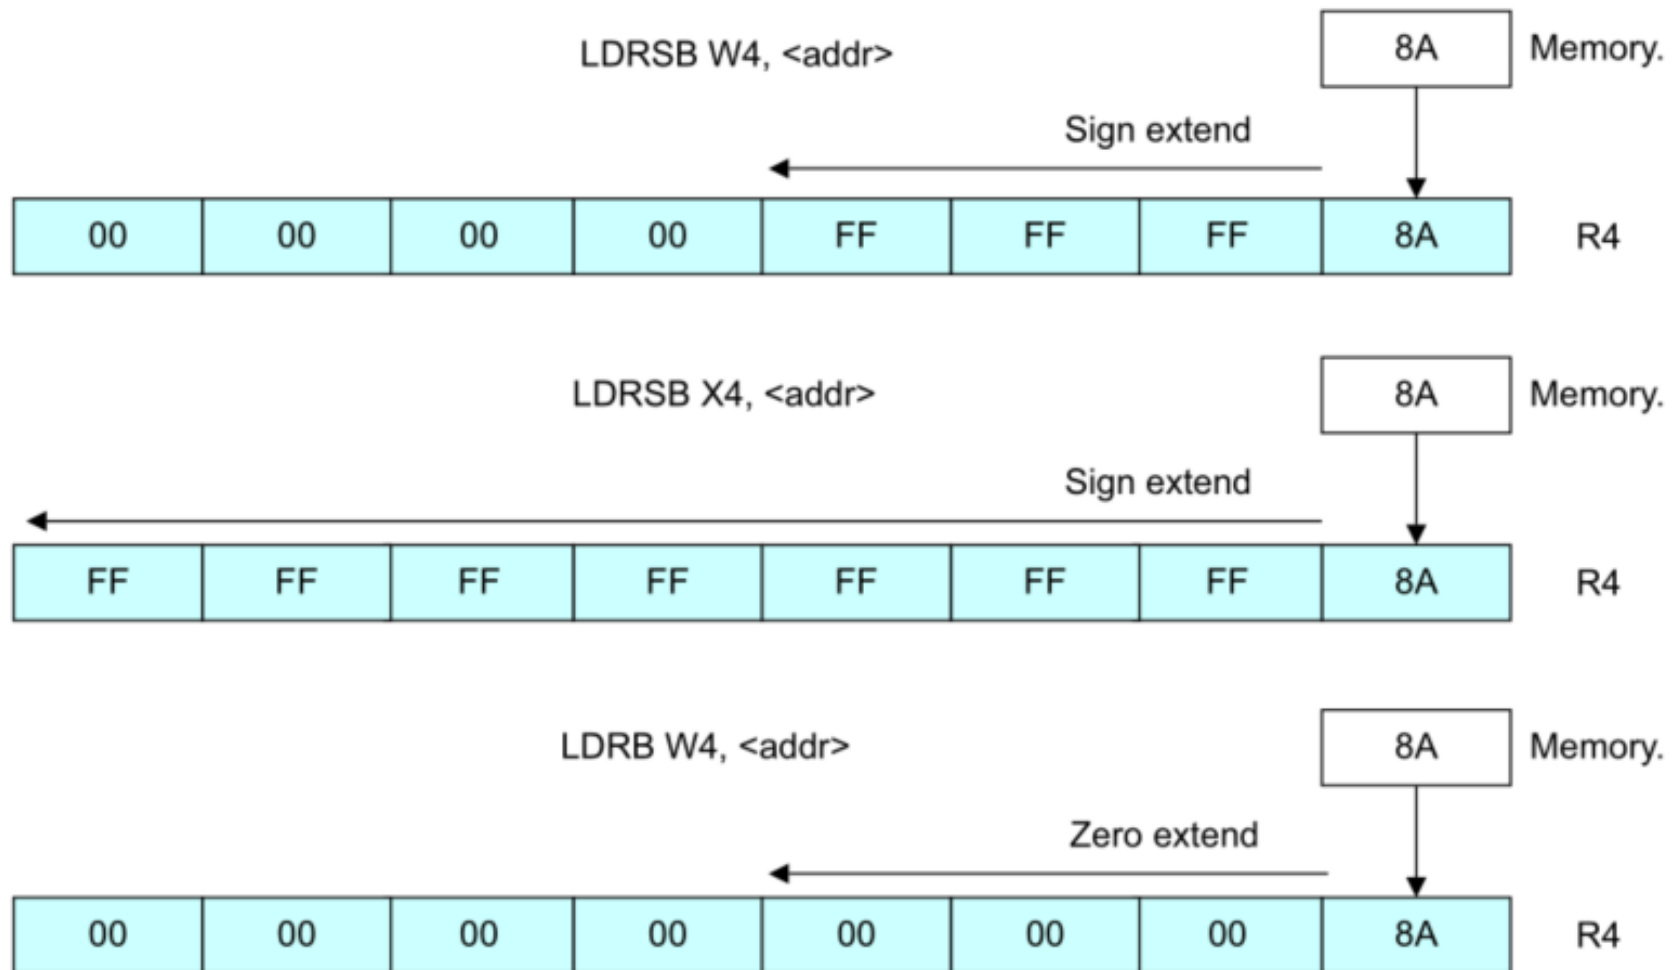 LDRSB W4, <addr>
8A
Memory.
Sign extend
00 00 00 00 FF FF FF 8A R4
LDRSB X4, <addr>
8A
Memory.
Sign extend
FF FF FF FF FF FF FF 8A R4
LDRB W4, <addr>
8A
Memory.
Zero extend
00 00 00 00 00 00 00 8A R4